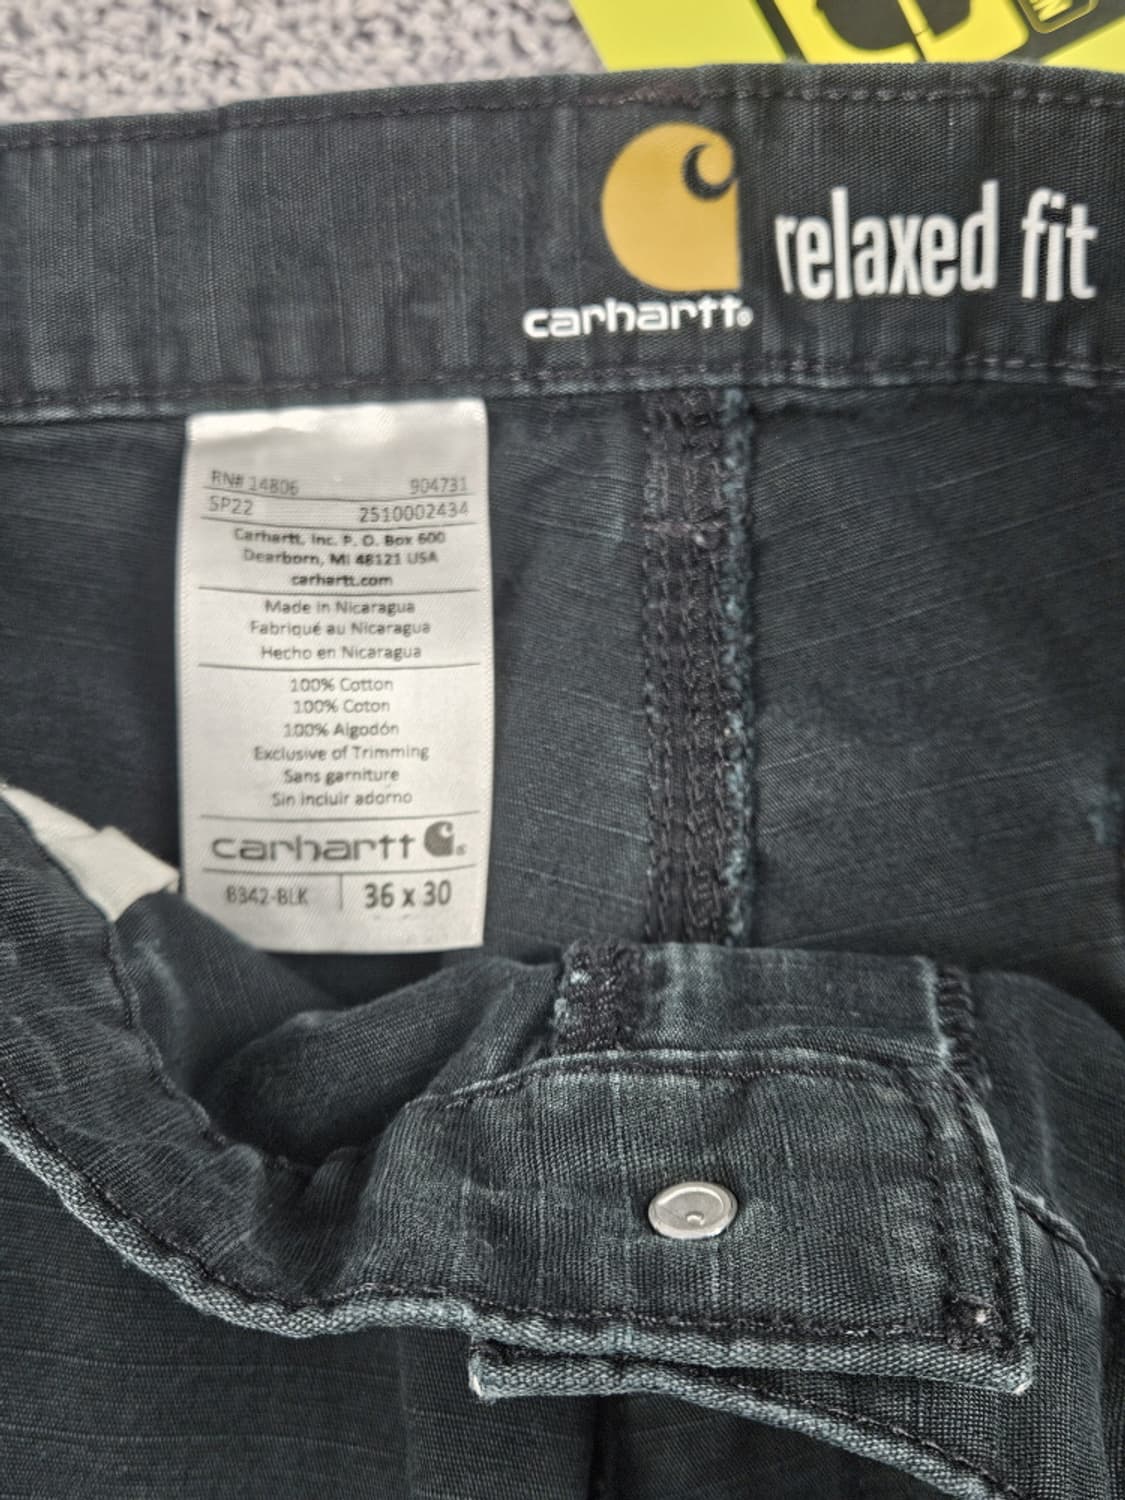 carhartt®
relaxed fit
RN# 14806 904731
SP22 2510002434
Carhartt, Inc. P. O. Box 600
Dearborn, MI 48121 USA
carhartt.com
Made in Nicaragua
Fabriqué au Nicaragua
Hecho en Nicaragua
100% Cotton
100% Coton
100% Algodón
Exclusive of Trimming
Sans garniture
Sin incluir adorno
carhartt ®
B342-BLK 36 x 30